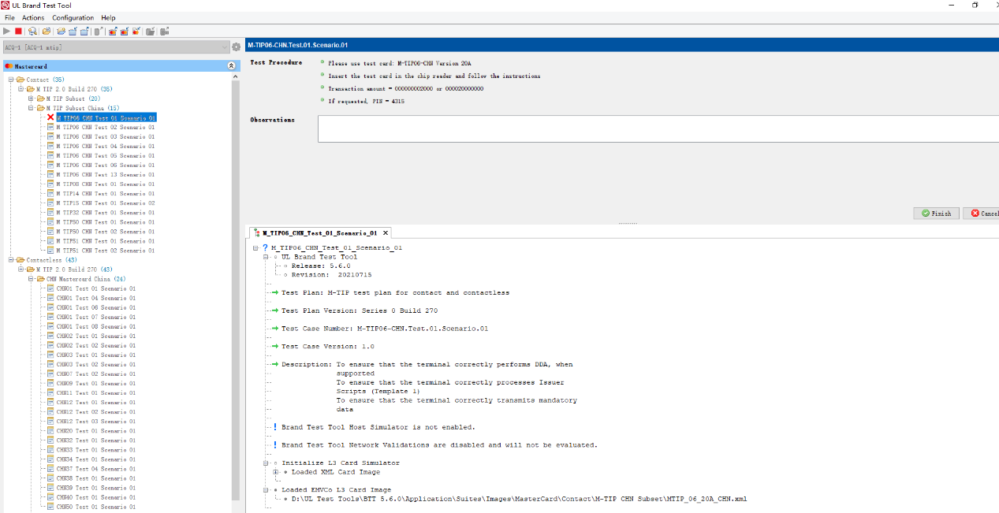 UL Brand Test Tool
File Actions Configuration Help
ACQ-1 [ACQ-1 mtip]
Mastercard
Contact (35)
M TIP 2.0 Build 270 (35)
M TIP Subset (20)
M TIP Subset China (15)
M TIP06 CHN Test 01 Scenario 01
M TIP06 CHN Test 02 Scenario 01
M TIP06 CHN Test 03 Scenario 01
M TIP06 CHN Test 04 Scenario 01
M TIP06 CHN Test 05 Scenario 01
M TIP06 CHN Test 06 Scenario 01
M TIP06 CHN Test 13 Scenario 01
M TIP08 CHN Test 01 Scenario 01
M TIP14 CHN Test 01 Scenario 01
M TIP15 CHN Test 01 Scenario 02
M TIP32 CHN Test 01 Scenario 01
M TIP50 CHN Test 01 Scenario 01
M TIP50 CHN Test 02 Scenario 01
M TIP51 CHN Test 01 Scenario 01
M TIP51 CHN Test 02 Scenario 01
Contactless (43)
M TIP 2.0 Build 270 (43)
CHN Mastercard China (24)
CHN01 Test 01 Scenario 01
CHN01 Test 04 Scenario 01
CHN01 Test 06 Scenario 01
CHN01 Test 07 Scenario 01
CHN01 Test 08 Scenario 01
CHN02 Test 01 Scenario 01
CHN02 Test 02 Scenario 01
CHN03 Test 01 Scenario 01
CHN03 Test 02 Scenario 01
CHN07 Test 02 Scenario 01
CHN09 Test 01 Scenario 01
CHN11 Test 01 Scenario 01
CHN12 Test 01 Scenario 01
CHN12 Test 02 Scenario 01
CHN12 Test 03 Scenario 01
CHN20 Test 01 Scenario 01
CHN32 Test 01 Scenario 01
CHN33 Test 01 Scenario 01
CHN34 Test 01 Scenario 01
CHN37 Test 04 Scenario 01
CHN38 Test 01 Scenario 01
CHN39 Test 01 Scenario 01
CHN40 Test 01 Scenario 01
CHN50 Test 01 Scenario 01
M-TIP06-CHN.Test.01.Scenario.01
Test Procedure
Please use test card: M-TIP06-CHN Version 20A
Insert the test card in the chip reader and follow the instructions
Transaction amount = 000000002000 or 000020000000
If requested, PIN = 4315
Observations
Finish
Cancel
M_TIP06_CHN_Test_01_Scenario_01
M_TIP06_CHN_Test_01_Scenario_01
UL Brand Test Tool
Release: 5.6.0
Revision: 20210715
Test Plan: M-TIP test plan for contact and contactless
Test Plan Version: Series 0 Build 270
Test Case Number: M-TIP06-CHN.Test.01.Scenario.01
Test Case Version: 1.0
Description: To ensure that the terminal correctly performs DDA, when
supported
To ensure that the terminal correctly processes Issuer
Scripts (Template 1)
To ensure that the terminal correctly transmits mandatory
data
Brand Test Tool Host Simulator is not enabled.
Brand Test Tool Network Validations are disabled and will not be evaluated.
Initialize L3 Card Simulator
Loaded XML Card Image
Loaded EMVCo L3 Card Image
D:\UL Test Tools\BTT 5.6.0\Application\Suites\Images\MasterCard\Contact\M-TIP CHN Subset\MTIP_06_20A_CHN.xml